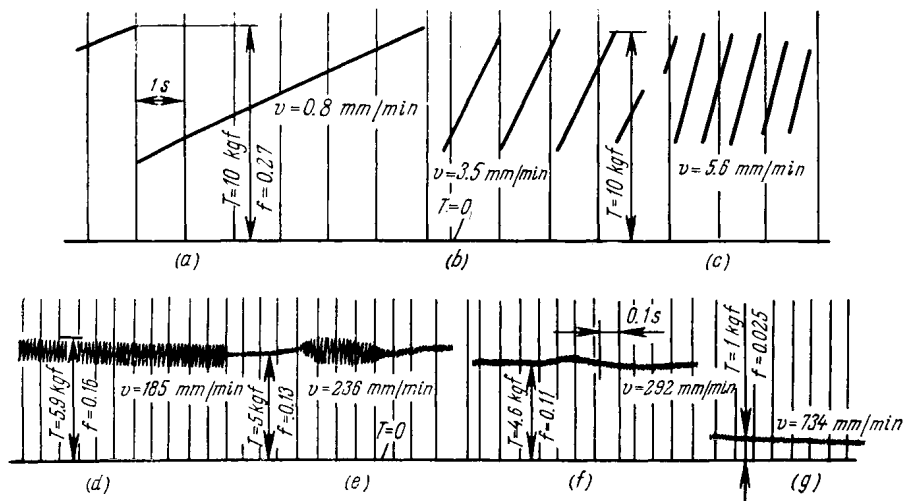 1 s
v=0.8 mm/min
T=10 kgf
f=0.27
v=3.5 mm/min
T=0
T=10 kgf
v=5.6 mm/min
(a)
(b)
(c)
T=5.9 kgf
f=0.16
v=185 mm/min
T=5 kgf
f=0.13
v=236 mm/min
T=0
T=4.6 kgf
f=0.11
0.1 s
v=292 mm/min
T=1 kgf
f=0.025
v=734 mm/min
(d)
(e)
(f)
(g)